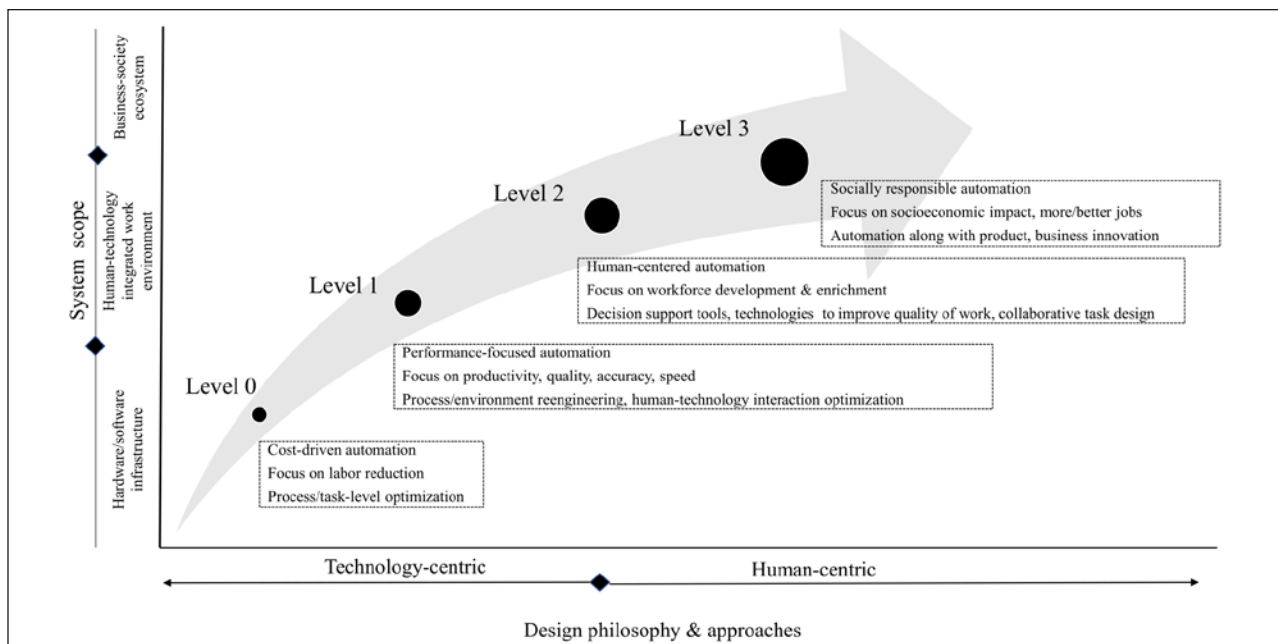 System scope
Business-society
ecosystem
Human-technology
integrated work
environment
Hardware/software
infrastructure
Level 3
Socially responsible automation
Focus on socioeconomic impact, more/better jobs
Automation along with product, business innovation
Level 2
Human-centered automation
Focus on workforce development & enrichment
Decision support tools, technologies to improve quality of work, collaborative task design
Level 1
Performance-focused automation
Focus on productivity, quality, accuracy, speed
Process/environment reengineering, human-technology interaction optimization
Level 0
Cost-driven automation
Focus on labor reduction
Process/task-level optimization
Technology-centric
Human-centric
Design philosophy & approaches